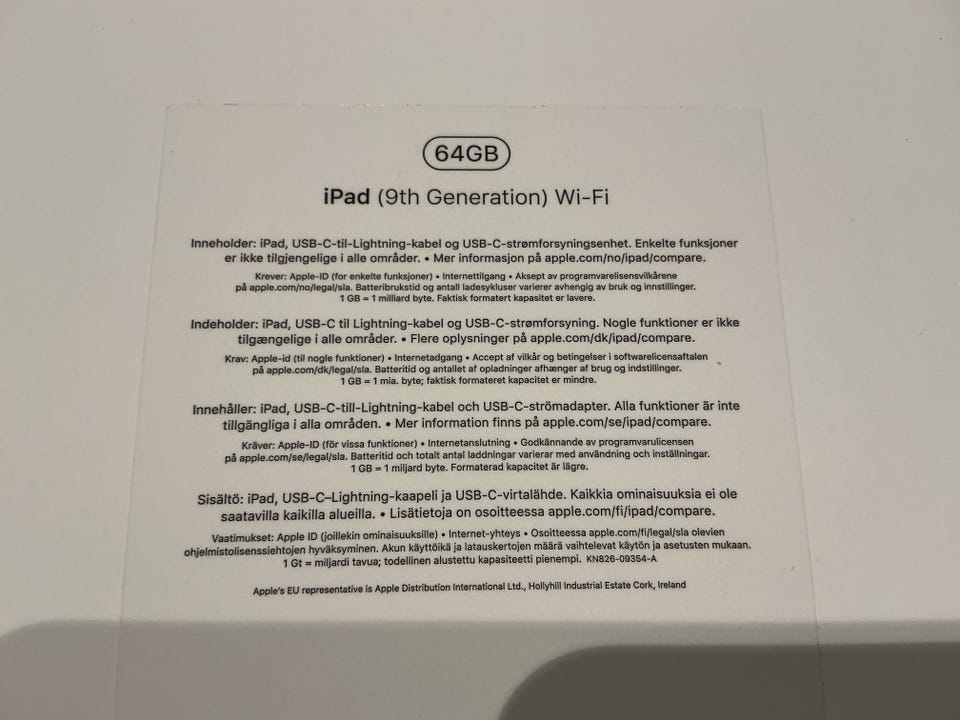 64GB
iPad (9th Generation) Wi-Fi
Inneholder: iPad, USB-C-til-Lightning-kabel og USB-C-strømforsyningsenhet. Enkelte funksjoner
er ikke tilgjengelige i alle områder. • Mer informasjon på apple.com/no/ipad/compare.
Krever: Apple-ID (for enkelte funksjoner) • Internettilgang • Aksept av programvarelisensvilkårene
på apple.com/no/legal/sla. Batteribrukstid og antall ladesykluser varierer avhengig av bruk og innstillinger.
1 GB = 1 milliard byte. Faktisk formatert kapasitet er lavere.
Indeholder: iPad, USB-C til Lightning-kabel og USB-C-strømforsyning. Nogle funktioner er ikke
tilgængelige i alle områder. • Flere oplysninger på apple.com/dk/ipad/compare.
Krav: Apple-id (til nogle funktioner) • Internetadgang • Accept af vilkår og betingelser i softwarelicensaftalen
på apple.com/dk/legal/sla. Batteritid og antallet af opladninger afhænger af brug og indstillinger.
1 GB = 1 mia. byte; faktisk formateret kapacitet er mindre.
Innehåller: iPad, USB-C-till-Lightning-kabel och USB-C-strömadapter. Alla funktioner är inte
tillgängliga i alla områden. • Mer information finns på apple.com/se/ipad/compare.
Kräver: Apple-ID (för vissa funktioner) • Internetanslutning • Godkännande av programvarulicensen
på apple.com/se/legal/sla. Batteritid och totalt antal laddningar varierar med användning och inställningar.
1 GB = 1 miljard byte. Formaterad kapacitet är lägre.
Sisältö: iPad, USB-C–Lightning-kaapeli ja USB-C-virtalähde. Kaikkia ominaisuuksia ei ole
saatavilla kaikilla alueilla. • Lisätietoja on osoitteessa apple.com/fi/ipad/compare.
Vaatimukset: Apple ID (joillekin ominaisuuksille) • Internet-yhteys • Osoitteessa apple.com/fi/legal/sla olevien
ohjelmistolisenssiehtojen hyväksyminen. Akun käyttöikä ja latauskertojen määrä vaihtelevat käytön ja asetusten mukaan.
1 Gt = miljardi tavua; todellinen alustettu kapasiteetti pienempi. KN826-09354-A
Apple's EU representative is Apple Distribution International Ltd., Hollyhill Industrial Estate Cork, Ireland